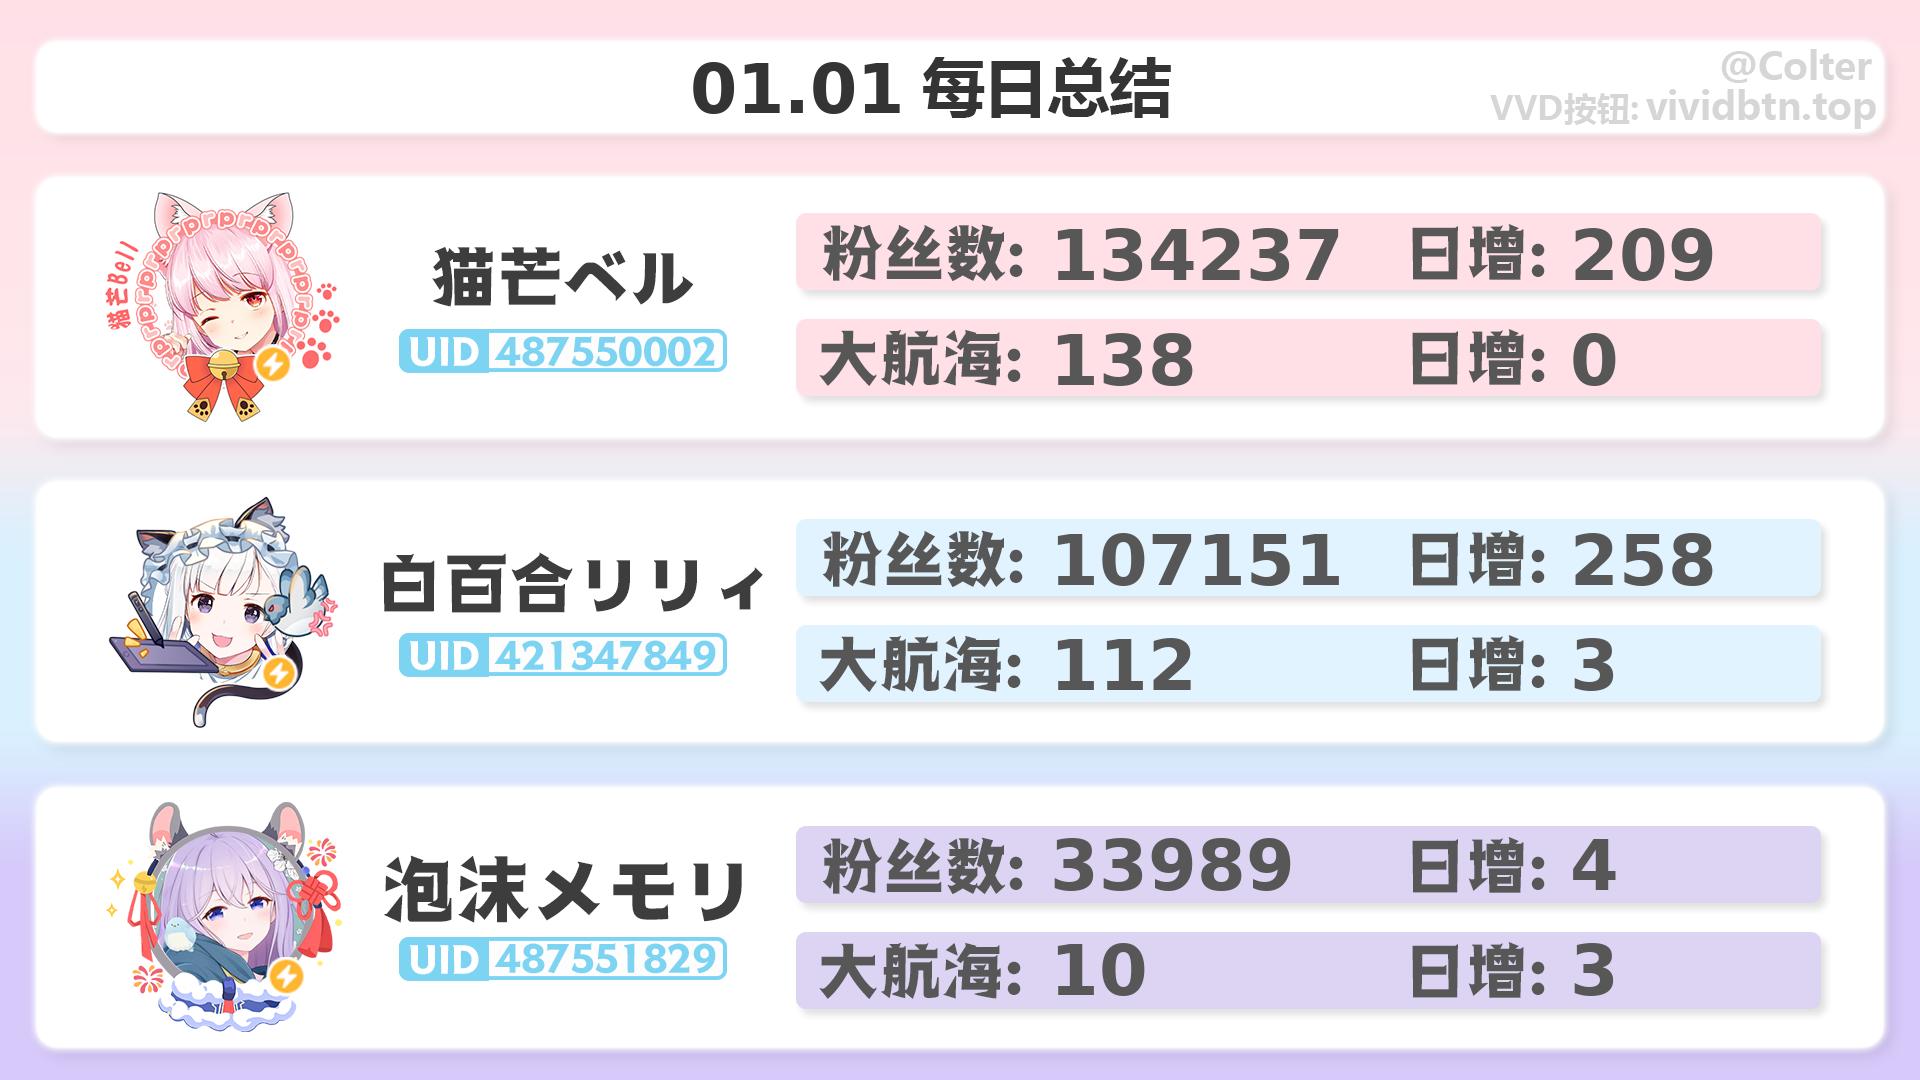 01.01 每日总结
@Colter
VVD按钮: vividbtn.top
猫芒Bell
prprprprprprprprpr
猫芒ベル
UID 487550002
粉丝数: 134237 日增: 209
大航海: 138 日增: 0
白百合リリィ
UID 421347849
粉丝数: 107151 日增: 258
大航海: 112 日增: 3
泡沫メモリ
UID 487551829
粉丝数: 33989 日增: 4
大航海: 10 日增: 3